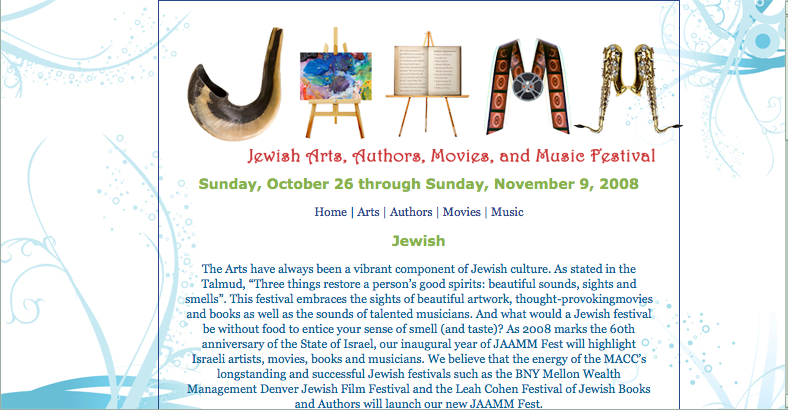 JAAMM
Jewish Arts, Authors, Movies, and Music Festival
Sunday, October 26 through Sunday, November 9, 2008
Home | Arts | Authors | Movies | Music
Jewish
The Arts have always been a vibrant component of Jewish culture. As stated in the
Talmud, “Three things restore a person’s good spirits: beautiful sounds, sights and
smells”. This festival embraces the sights of beautiful artwork, thought-provokingmovies
and books as well as the sounds of talented musicians. And what would a Jewish festival
be without food to entice your sense of smell (and taste)? As 2008 marks the 60th
anniversary of the State of Israel, our inaugural year of JAAMM Fest will highlight
Israeli artists, movies, books and musicians. We believe that the energy of the MACC’s
longstanding and successful Jewish festivals such as the BNY Mellon Wealth
Management Denver Jewish Film Festival and the Leah Cohen Festival of Jewish Books
and Authors will launch our new JAAMM Fest.